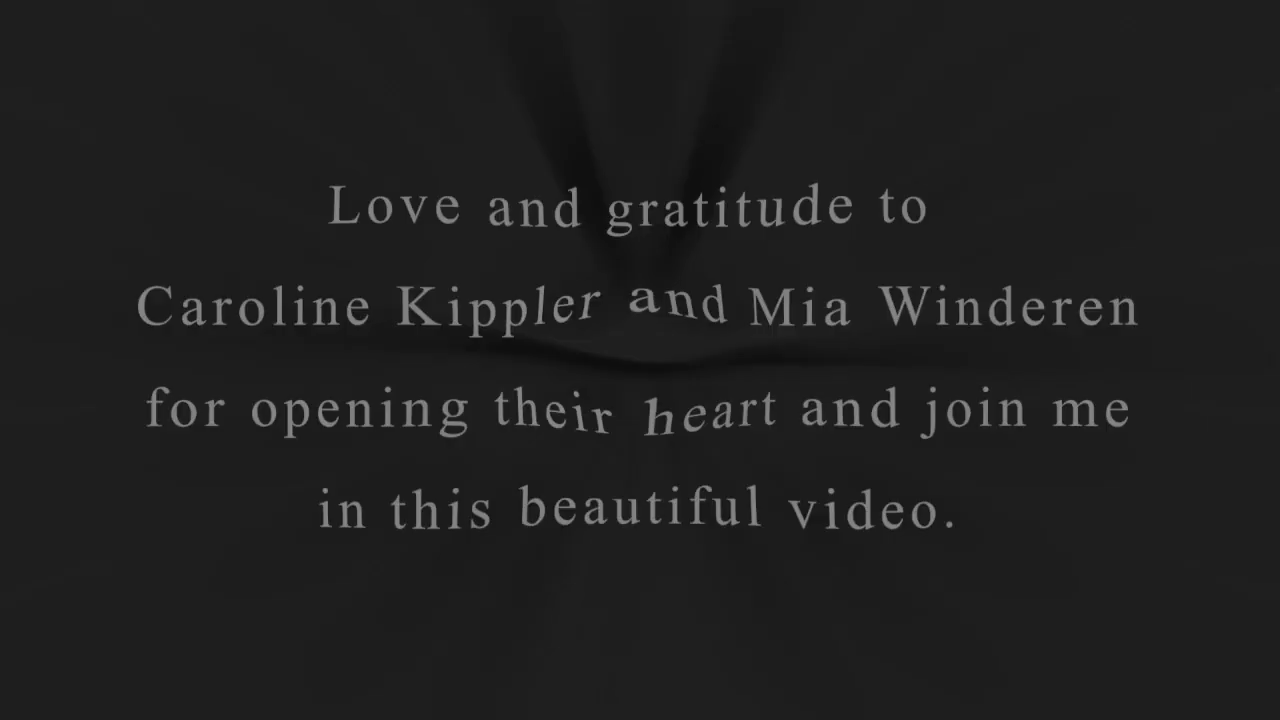 Love and gratitude to
Caroline Kippler and Mia Winderen
for opening their heart and join me
in this beautiful video.